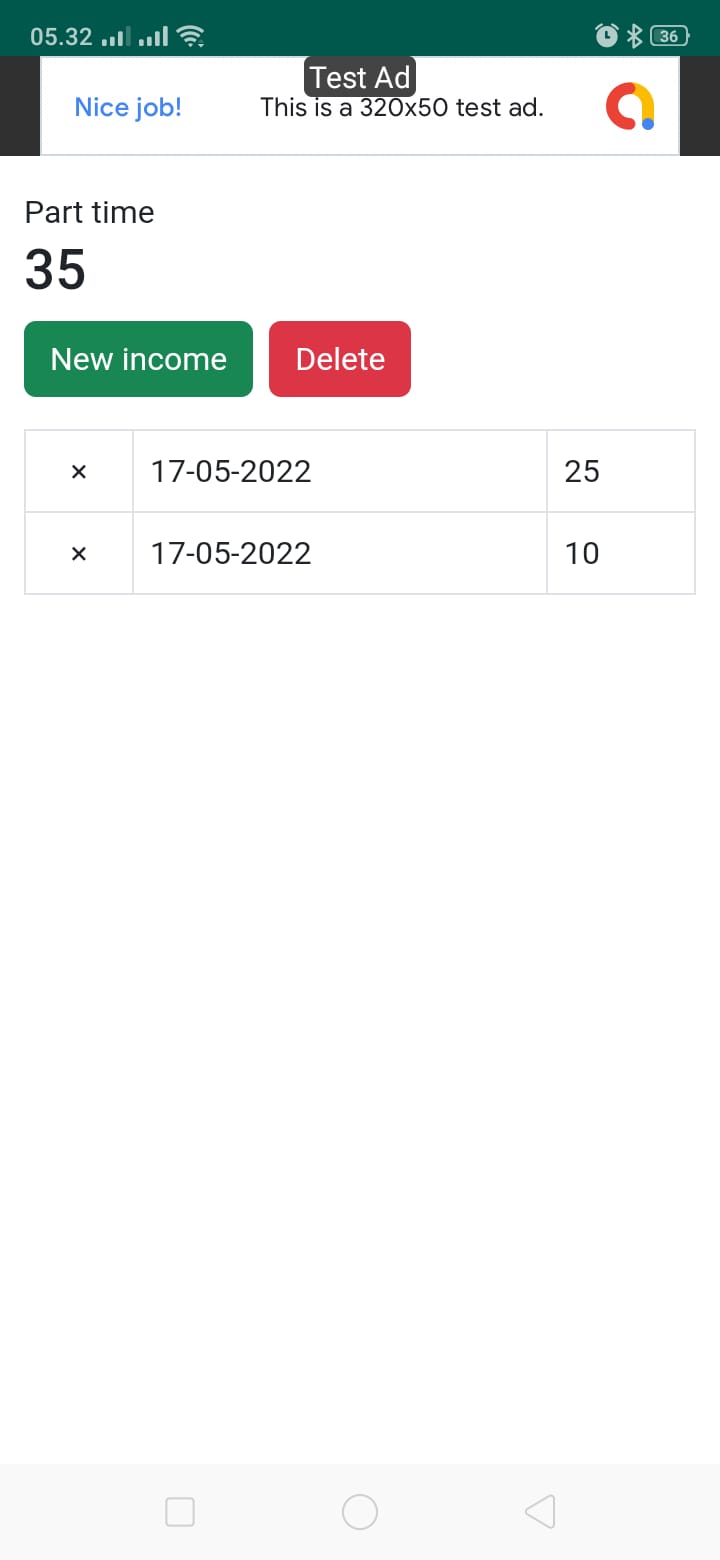 05.32
36
Test Ad
Nice job! This is a 320x50 test ad.
Part time
35
New income Delete
× 17-05-2022 25
× 17-05-2022 10